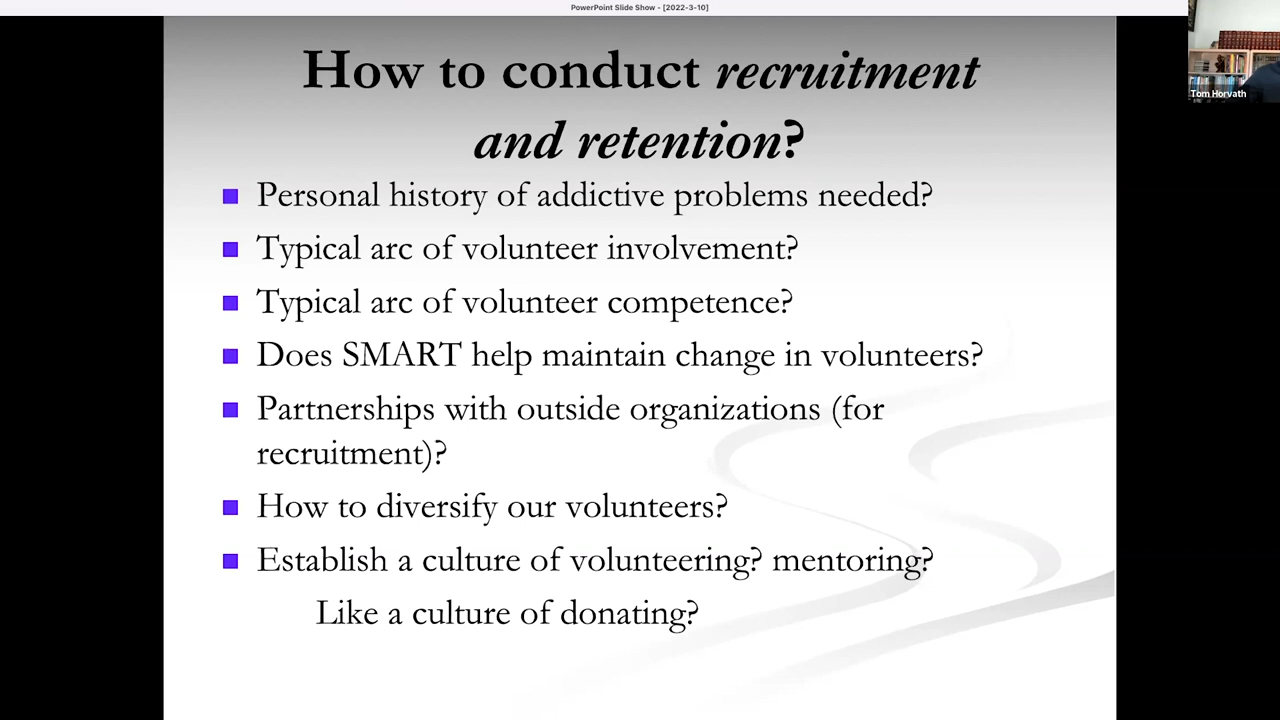 PowerPoint Slide Show - [2022-3-10]
How to conduct recruitment
and retention?
Personal history of addictive problems needed?
Typical arc of volunteer involvement?
Typical arc of volunteer competence?
Does SMART help maintain change in volunteers?
Partnerships with outside organizations (for
recruitment)?
How to diversify our volunteers?
Establish a culture of volunteering? mentoring?
Like a culture of donating?
Tom Horvath